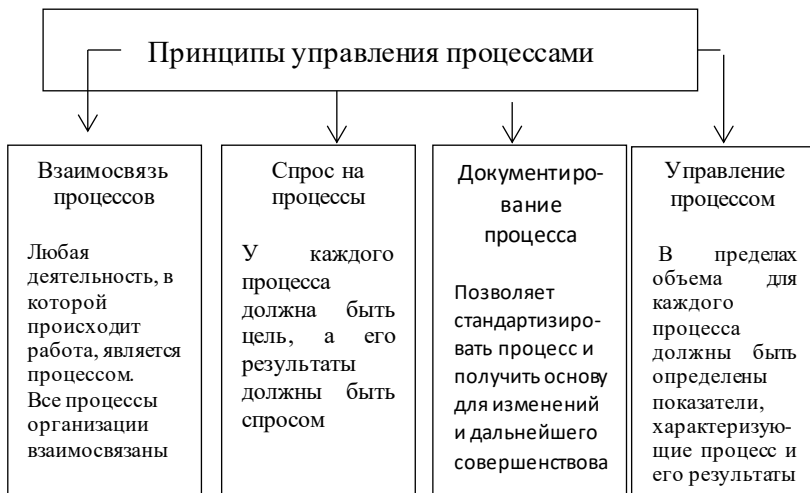 Принципы управления процессами
Взаимосвязь
процессов
Любая
деятельность, в
которой
происходит
работа, является
процессом.
Все процессы
организации
взаимосвязаны
Спрос на
процессы
У каждого
процесса
должна быть
цель, а его
результаты
должны быть
спросом
Документиро-
вание
процесса
Позволяет
стандартизиро-
вать процесс и
получить основу
для изменений
и дальнейшего
совершенствова
Управление
процессом
В пределах
объема для
каждого
процесса
должны быть
определены
показатели,
характеризую-
щие процесс и
его результаты